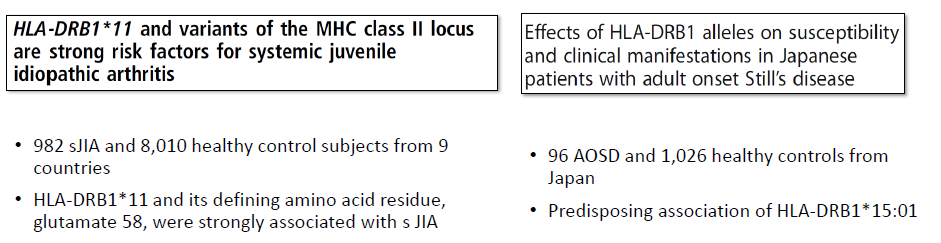 HLA-DRB1*11 and variants of the MHC class II locus
are strong risk factors for systemic juvenile
idiopathic arthritis
• 982 sJIA and 8,010 healthy control subjects from 9
countries
• HLA-DRB1*11 and its defining amino acid residue,
glutamate 58, were strongly associated with s JIA
Effects of HLA-DRB1 alleles on susceptibility
and clinical manifestations in Japanese
patients with adult onset Still’s disease
• 96 AOSD and 1,026 healthy controls from
Japan
• Predisposing association of HLA-DRB1*15:01